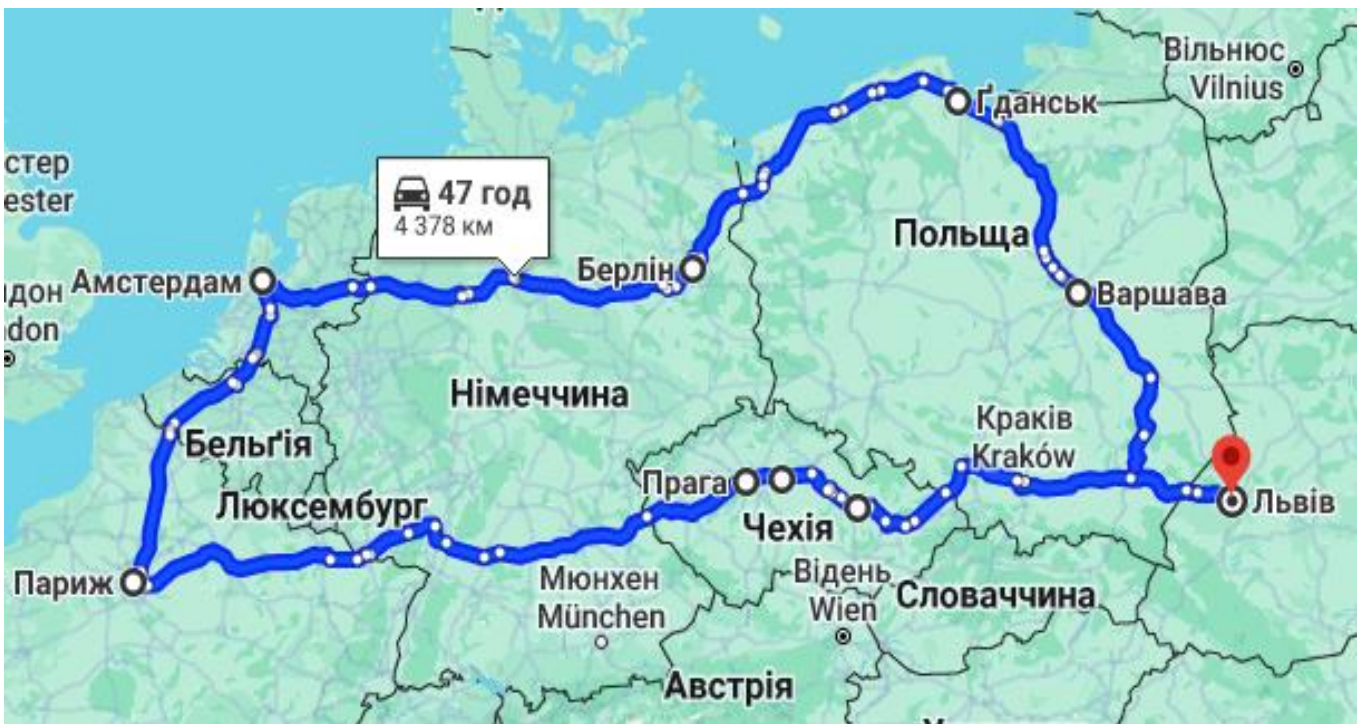 Вільнюс
Vilnius
Ґданськ
стер
ester
47 год
4 378 км
Польща
Амстердам
Берлін
Варшава
дон
don
Німеччина
Краків
Kraków
Бельґія
Прага
Львів
Люксембург
Чехія
Париж
Мюнхен
München
Відень
Wien
Словаччина
Австрія